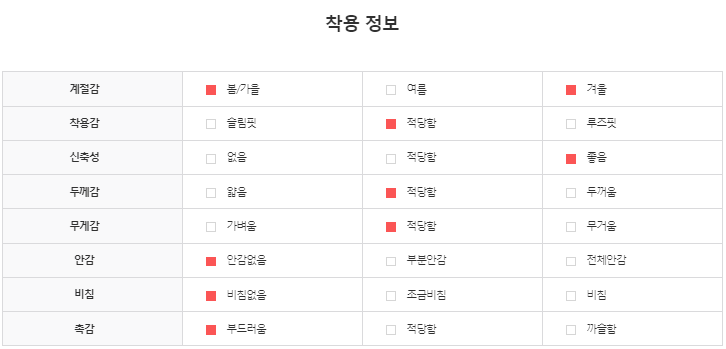 착용 정보
계절감 봄/가을 여름 겨울
착용감 슬림핏 적당함 루즈핏
신축성 없음 적당함 좋음
두께감 얇음 적당함 두꺼움
무게감 가벼움 적당함 무거움
안감 안감없음 부분안감 전체안감
비침 비침없음 조금비침 비침
촉감 부드러움 적당함 까슬함